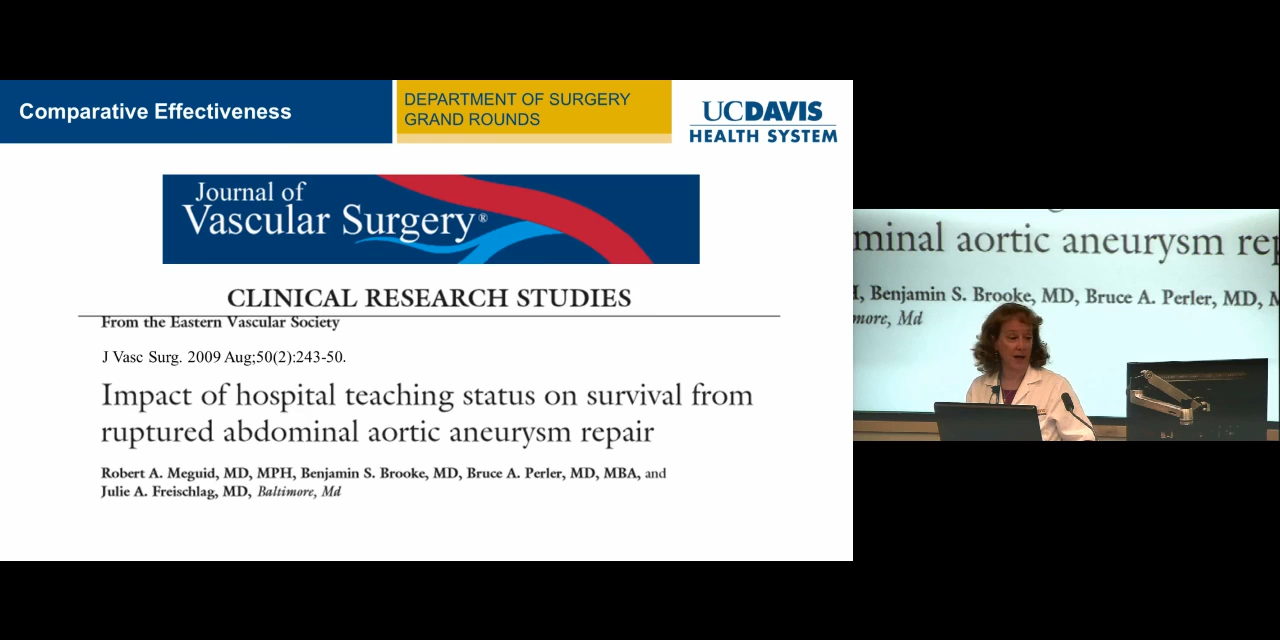 Comparative Effectiveness
DEPARTMENT OF SURGERY
GRAND ROUNDS
UCDAVIS
HEALTH SYSTEM
Journal of
Vascular Surgery®
CLINICAL RESEARCH STUDIES
From the Eastern Vascular Society
J Vasc Surg. 2009 Aug;50(2):243-50.
Impact of hospital teaching status on survival from
ruptured abdominal aortic aneurysm repair
Robert A. Meguid, MD, MPH, Benjamin S. Brooke, MD, Bruce A. Perler, MD, MBA, and
Julie A. Freischlag, MD, Baltimore, Md
minal aortic aneurysm rep
, Benjamin S. Brooke, MD, Bruce A. Perler, MD, M
more, Md